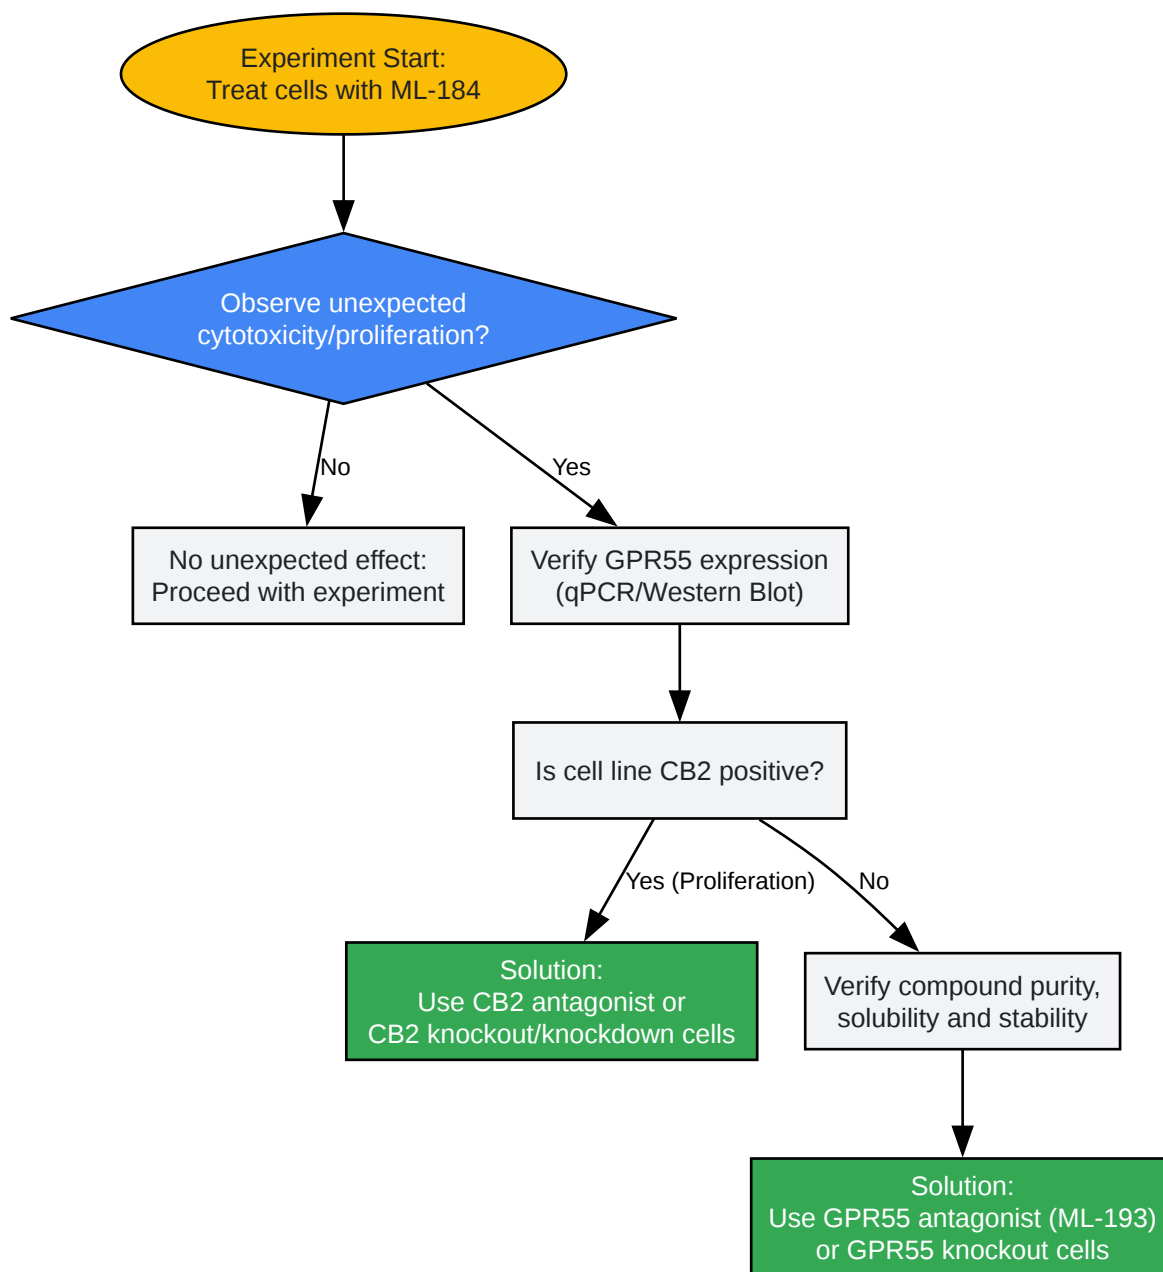 Experiment Start:
Treat cells with ML-184
Observe unexpected
cytotoxicity/proliferation?
No
Yes
No unexpected effect:
Proceed with experiment
Verify GPR55 expression
(qPCR/Western Blot)
Is cell line CB2 positive?
Yes (Proliferation)
No
Solution:
Use CB2 antagonist or
CB2 knockout/knockdown cells
Verify compound purity,
solubility and stability
Solution:
Use GPR55 antagonist (ML-193)
or GPR55 knockout cells